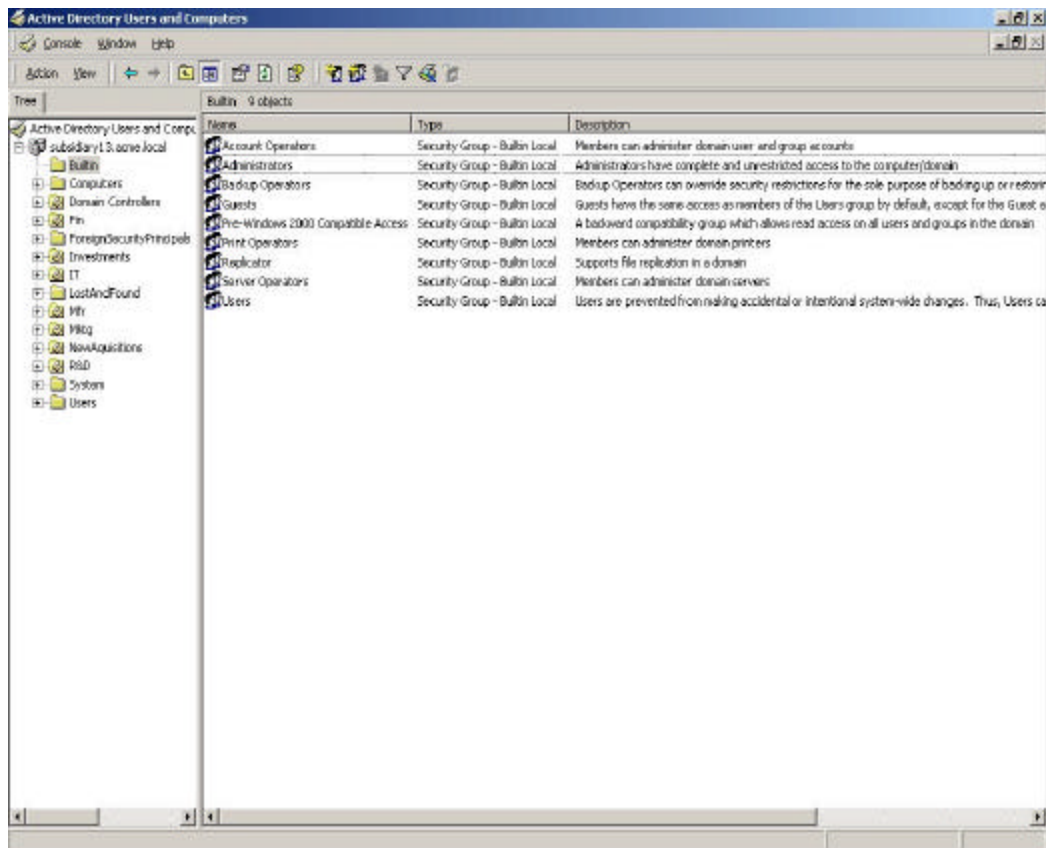 Active Directory Users and Computers
Console Window Help
Action View
Tree
Builtin 9 objects
Active Directory Users and Compu
subsidiary13.acme.local
Builtin
Computers
Domain Controllers
Fin
ForeignSecurityPrincipals
Investments
IT
LostAndFound
Mfr
Mktg
NewAquisitions
R&D
System
Users
Name Type Description
Account Operators Security Group - Builtin Local Members can administer domain user and group accounts
Administrators Security Group - Builtin Local Administrators have complete and unrestricted access to the computer/domain
Backup Operators Security Group - Builtin Local Backup Operators can override security restrictions for the sole purpose of backing up or restorin
Guests Security Group - Builtin Local Guests have the same access as members of the Users group by default, except for the Guest a
Pre-Windows 2000 Compatible Access Security Group - Builtin Local A backward compatibility group which allows read access on all users and groups in the domain
Print Operators Security Group - Builtin Local Members can administer domain printers
Replicator Security Group - Builtin Local Supports file replication in a domain
Server Operators Security Group - Builtin Local Members can administer domain servers
Users Security Group - Builtin Local Users are prevented from making accidental or intentional system-wide changes. Thus, Users ca